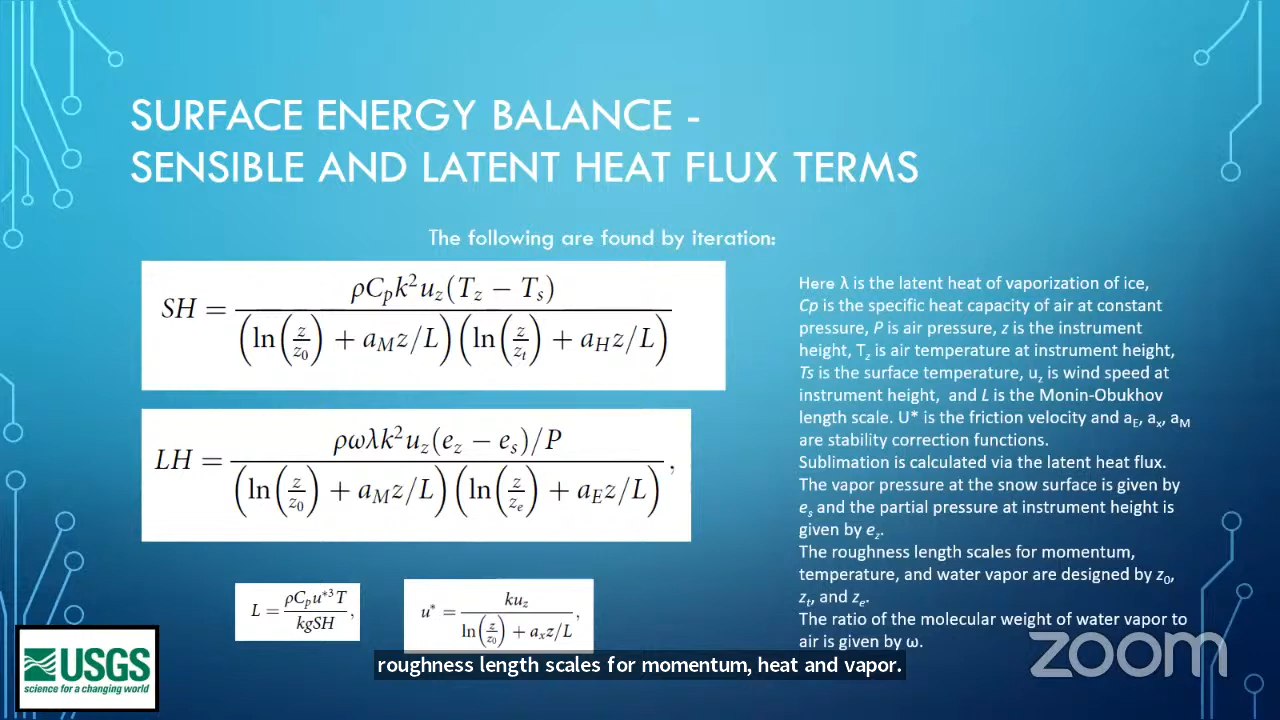 SURFACE ENERGY BALANCE -
SENSIBLE AND LATENT HEAT FLUX TERMS
The following are found by iteration:
SH = ρC_p k²u_z(T_z − T_s) / (ln(z/z_0) + a_M z/L)(ln(z/z_t) + a_H z/L)
LH = ρωλk²u_z(e_z − e_s)/P / (ln(z/z_0) + a_M z/L)(ln(z/z_e) + a_E z/L),
L = ρC_p u*³T / kgSH,
u* = ku_z / ln(z/z_0) + a_x z/L,
Here λ is the latent heat of vaporization of ice,
Cp is the specific heat capacity of air at constant
pressure, P is air pressure, z is the instrument
height, T_z is air temperature at instrument height,
Ts is the surface temperature, u_z is wind speed at
instrument height, and L is the Monin-Obukhov
length scale. U* is the friction velocity and a_E, a_x, a_M
are stability correction functions.
Sublimation is calculated via the latent heat flux.
The vapor pressure at the snow surface is given by
e_s and the partial pressure at instrument height is
given by e_z.
The roughness length scales for momentum,
temperature, and water vapor are designed by z_0,
z_t, and z_e.
The ratio of the molecular weight of water vapor to
air is given by ω.
USGS
science for a changing world
roughness length scales for momentum, heat and vapor.
zoom